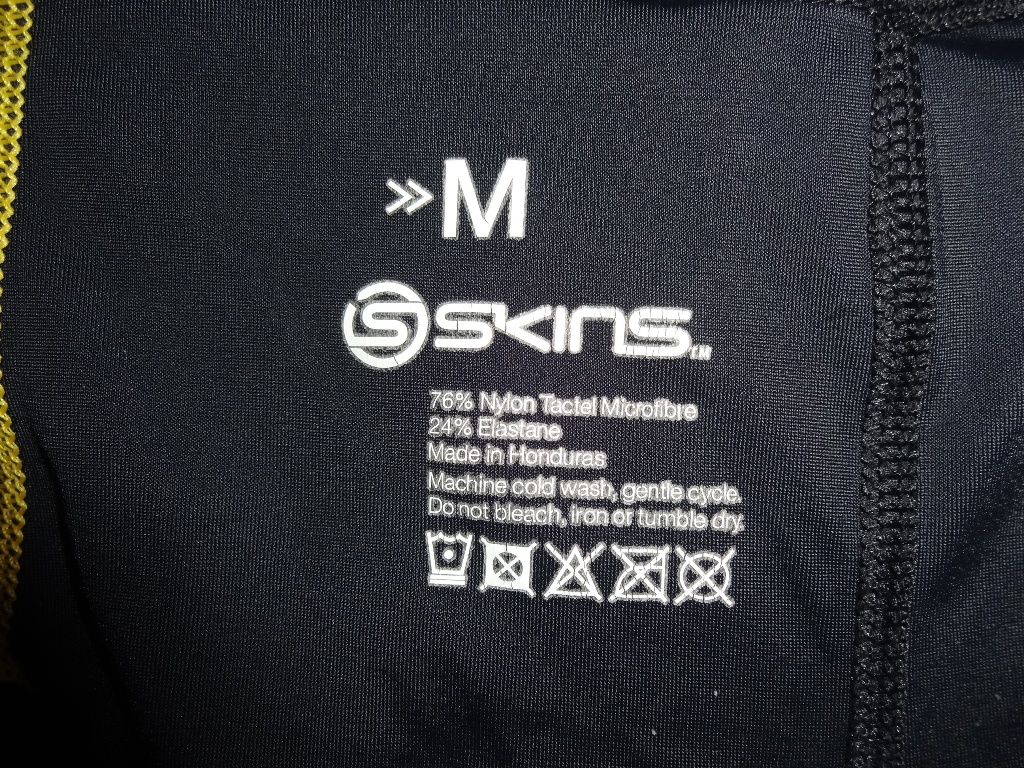 »M
S SKINS™
76% Nylon Tactel Microfibre
24% Elastane
Made in Honduras
Machine cold wash, gentle cycle.
Do not bleach, iron or tumble dry.